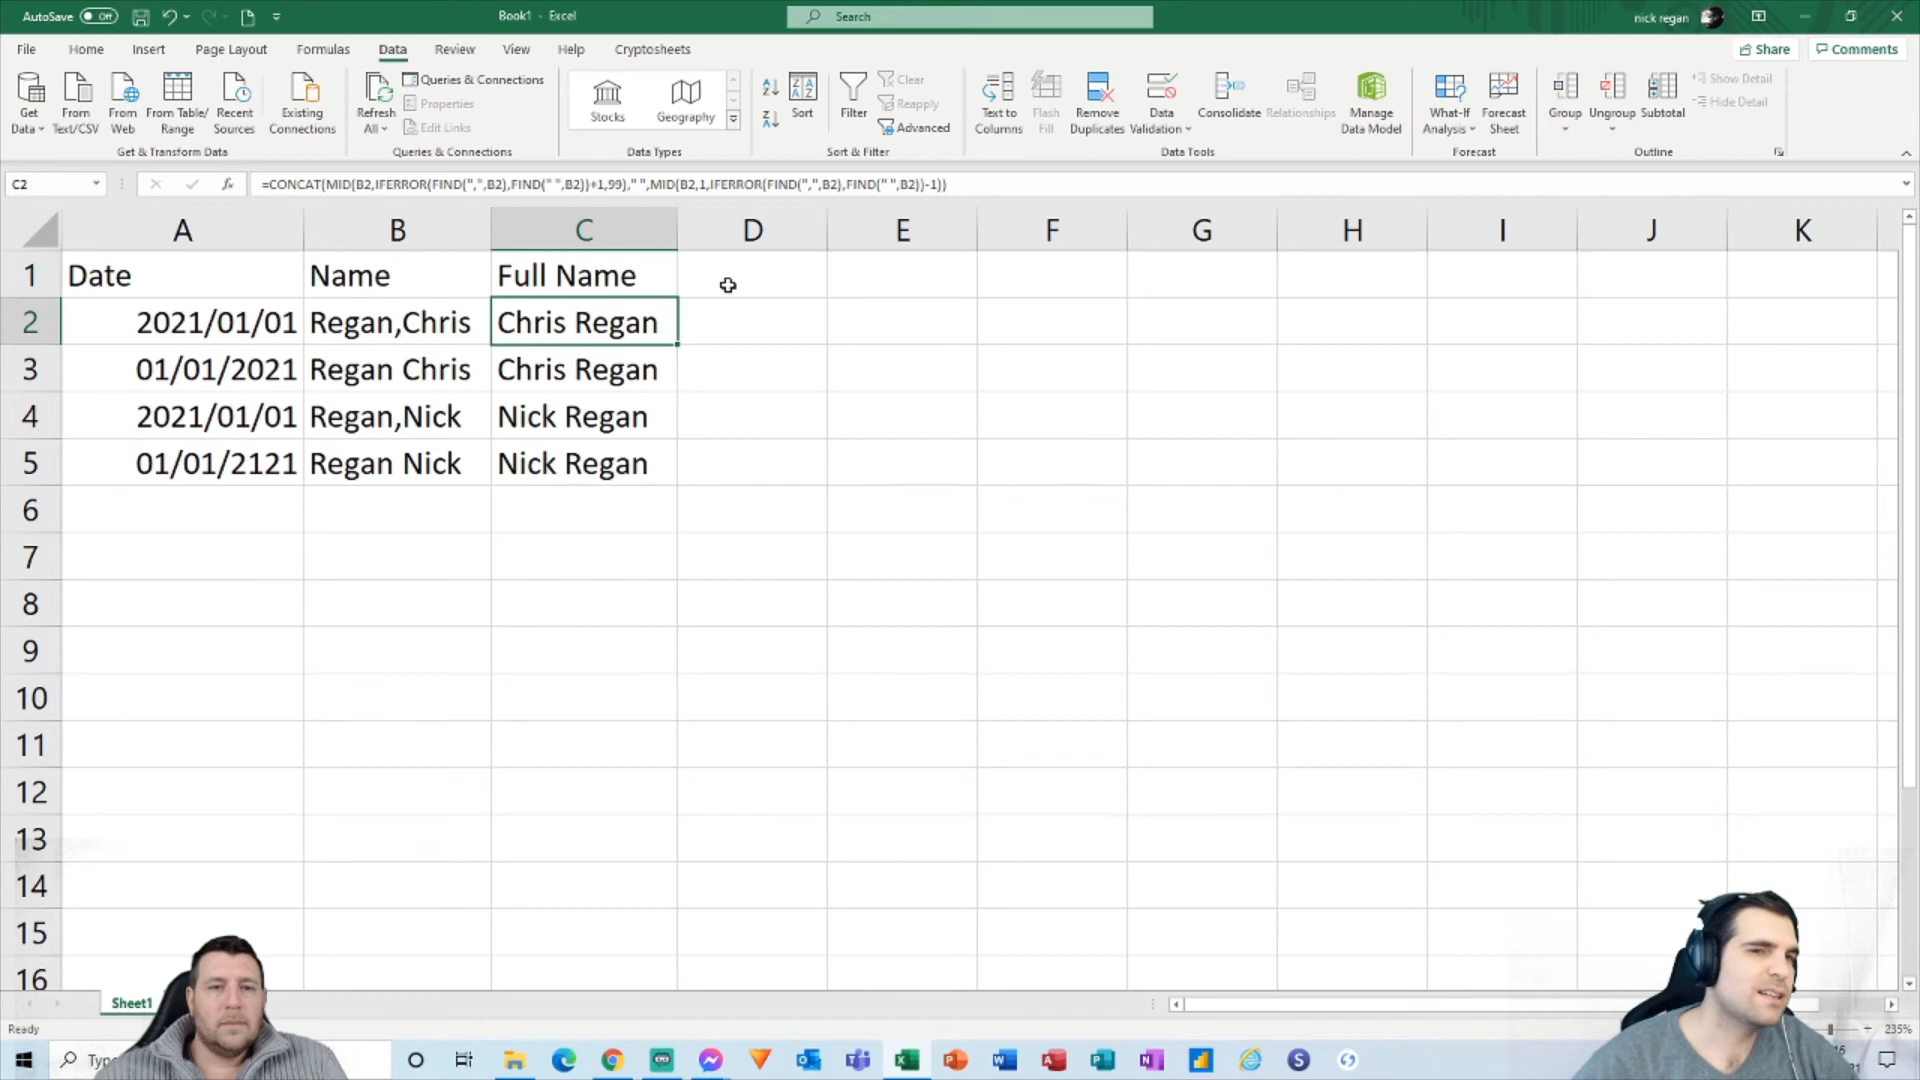 AutoSave Off Book1 - Excel Search nick regan
File Home Insert Page Layout Formulas Data Review View Help Cryptosheets Share Comments
Get Data From Text/CSV From Web From Table/ Range Recent Sources Existing Connections
Get & Transform Data
Refresh All Queries & Connections Properties Edit Links
Queries & Connections
Stocks Geography
Data Types
Sort Filter Clear Reapply Advanced
Sort & Filter
Text to Columns Flash Fill Remove Duplicates Data Validation Consolidate Relationships Manage Data Model
Data Tools
What-If Analysis Forecast Sheet
Forecast
Group Ungroup Subtotal Show Detail Hide Detail
Outline
C2 fx =CONCAT(MID(B2,IFERROR(FIND(",",B2),FIND(" ",B2))+1,99)," ",MID(B2,1,IFERROR(FIND(",",B2),FIND(" ",B2))-1))
A B C D E F G H I J K
1 Date Name Full Name
2 2021/01/01 Regan,Chris Chris Regan
3 01/01/2021 Regan Chris Chris Regan
4 2021/01/01 Regan,Nick Nick Regan
5 01/01/2121 Regan Nick Nick Regan
6
7
8
9
10
11
12
13
14
15
16
Sheet1
Ready 235%